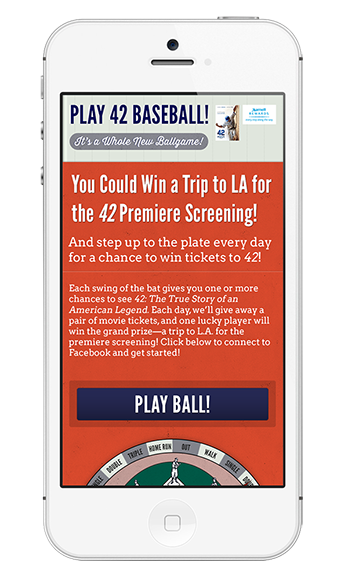 PLAY 42 BASEBALL!
It's a Whole New Ballgame!
42
Marriott
REWARDS
You Could Win a Trip to LA for
the 42 Premiere Screening!
And step up to the plate every day
for a chance to win tickets to 42!
Each swing of the bat gives you one or more
chances to see 42: The True Story of an
American Legend. Each day, we'll give away a
pair of movie tickets, and one lucky player will
win the grand prize—a trip to L.A. for the
premiere screening! Click below to connect to
Facebook and get started!
PLAY BALL!
DOUBLE TRIPLE HOME RUN OUT WALK SINGLE